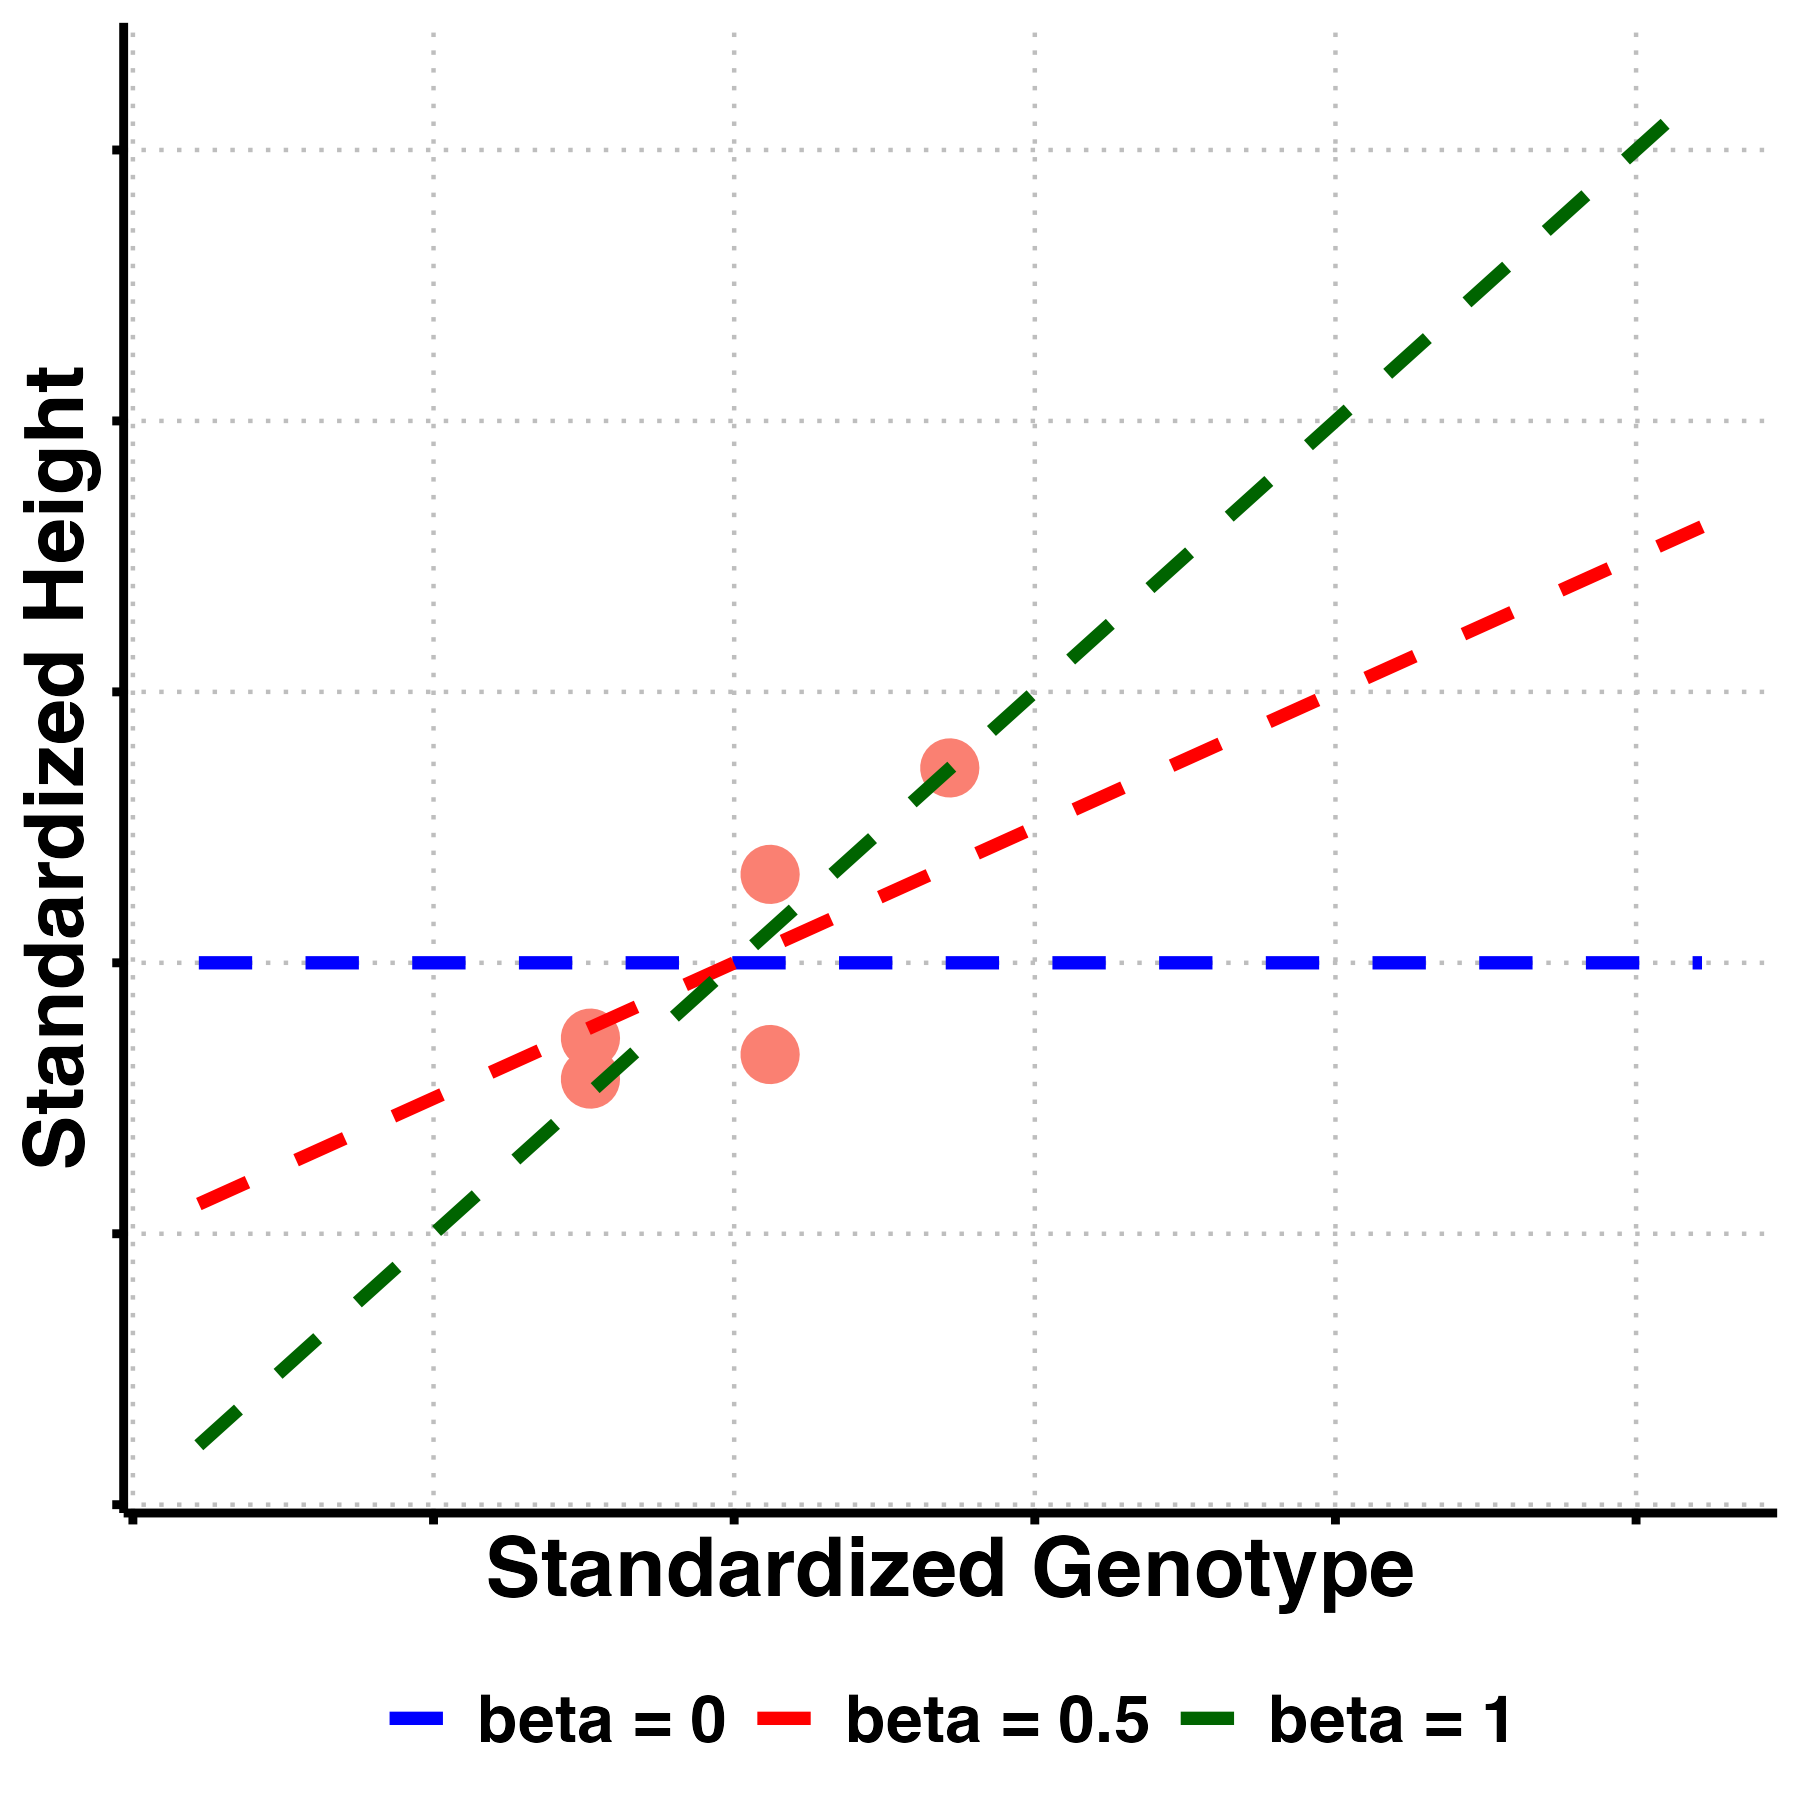 Standardized Height
Standardized Genotype
beta = 0 beta = 0.5 beta = 1